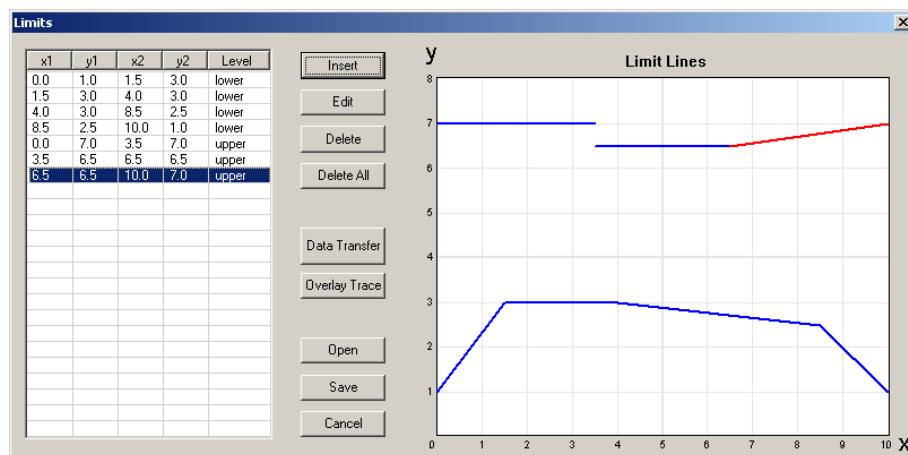 Limits
x1 y1 x2 y2 Level
0.0 1.0 1.5 3.0 lower
1.5 3.0 4.0 3.0 lower
4.0 3.0 8.5 2.5 lower
8.5 2.5 10.0 1.0 lower
0.0 7.0 3.5 7.0 upper
3.5 6.5 6.5 6.5 upper
6.5 6.5 10.0 7.0 upper
Insert
Edit
Delete
Delete All
Data Transfer
Overlay Trace
Open
Save
Cancel
y
Limit Lines
8
7
6
5
4
3
2
1
0 1 2 3 4 5 6 7 8 9 10 X